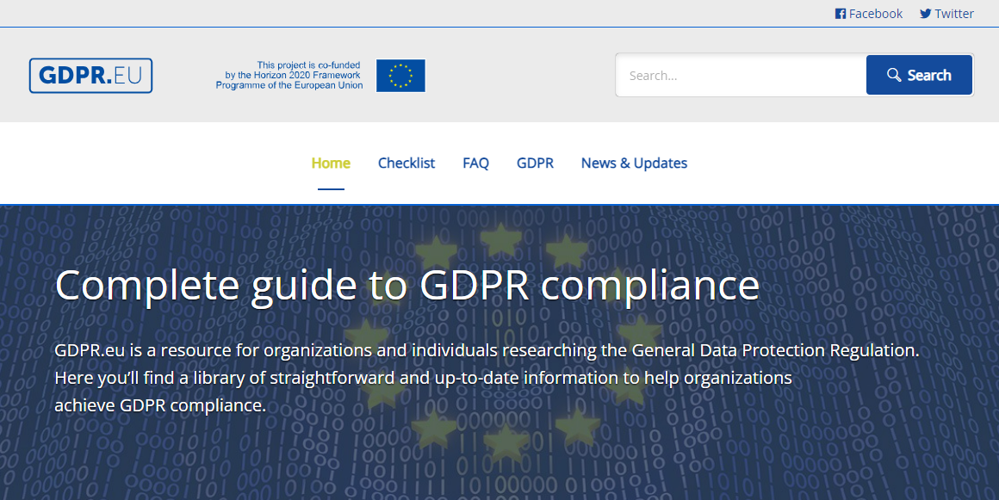 Facebook Twitter
GDPR.EU
This project is co-funded
by the Horizon 2020 Framework
Programme of the European Union
Search...
Search
Home Checklist FAQ GDPR News & Updates
Complete guide to GDPR compliance
GDPR.eu is a resource for organizations and individuals researching the General Data Protection Regulation.
Here you’ll find a library of straightforward and up-to-date information to help organizations
achieve GDPR compliance.